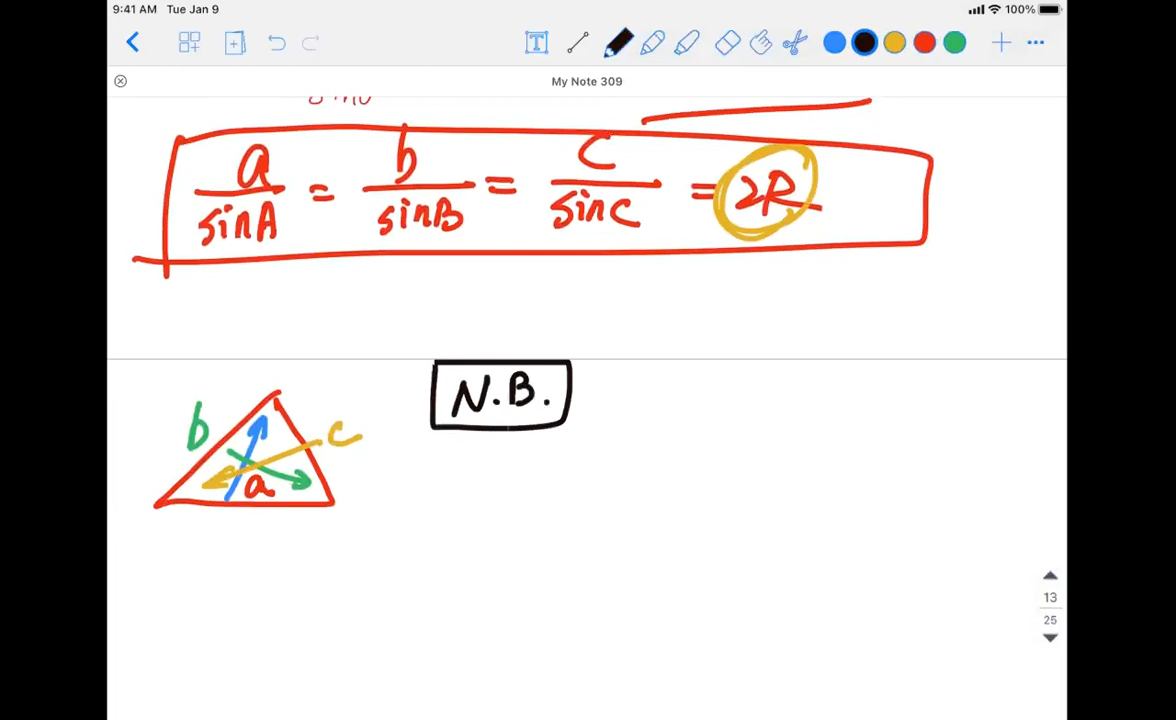 9:41 AM Tue Jan 9 100%
My Note 309
a/sinA = b/sinB = c/sinC = 2R
N.B.
b
c
a
13
25